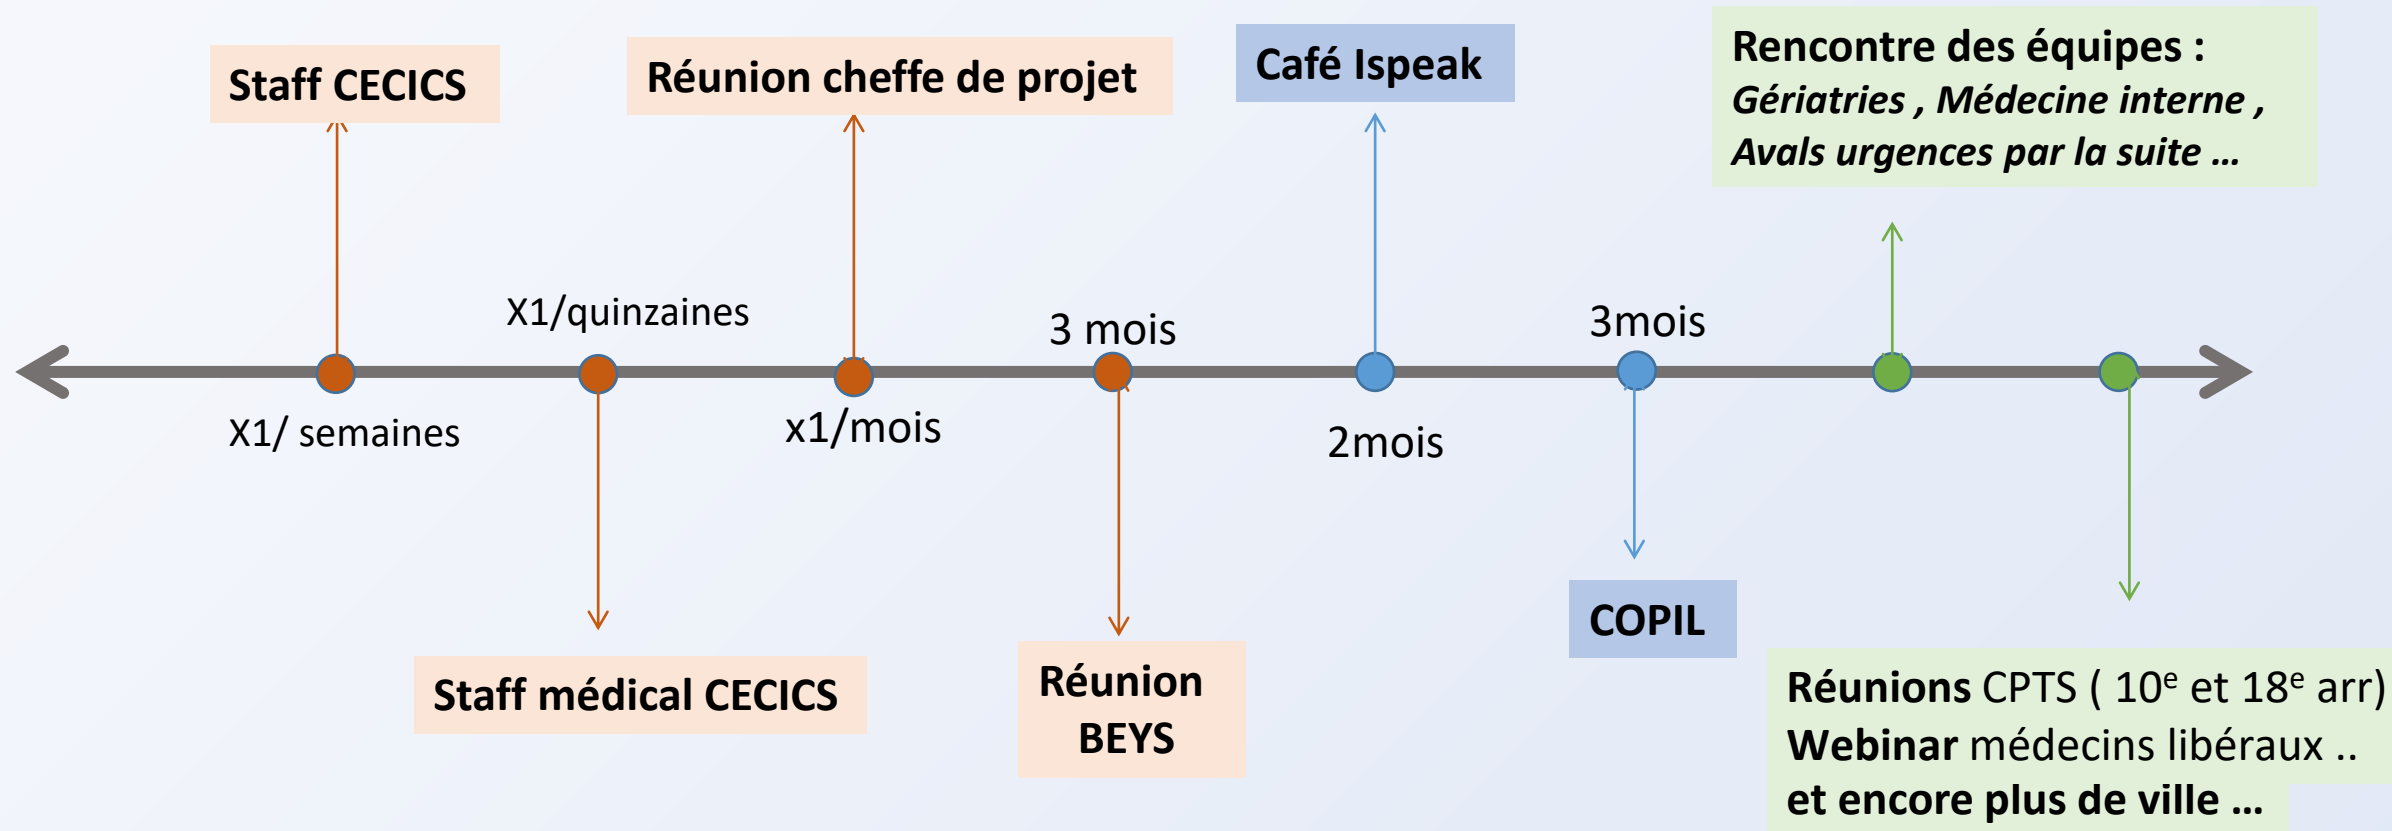 Staff CECICS
Réunion cheffe de projet
Café Ispeak
Rencontre des équipes :
Gériatries , Médecine interne ,
Avals urgences par la suite ...
X1/quinzaines
3 mois
3mois
X1/ semaines
x1/mois
2mois
Staff médical CECICS
Réunion
BEYS
COPIL
Réunions CPTS ( 10e et 18e arr)
Webinar médecins libéraux ..
et encore plus de ville ...